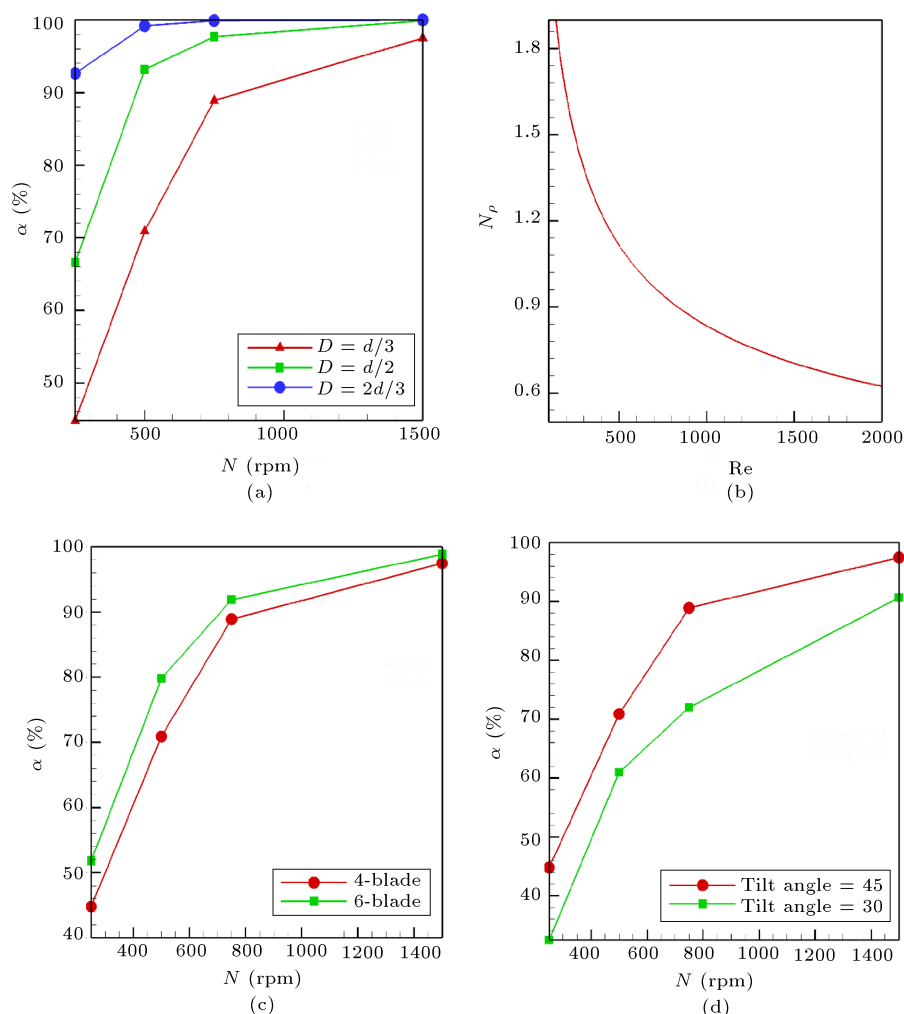 100
90
80
70
60
50
α (%)
D = d/3
D = d/2
D = 2d/3
500
1000
1500
N (rpm)
(a)
1.8
1.5
1.2
0.9
0.6
Nρ
500
1000
1500
2000
Re
(b)
100
90
80
70
60
50
40
α (%)
4-blade
6-blade
400
600
800
1000
1200
1400
N (rpm)
(c)
100
90
80
70
60
50
40
α (%)
Tilt angle = 45
Tilt angle = 30
400
600
800
1000
1200
1400
N (rpm)
(d)